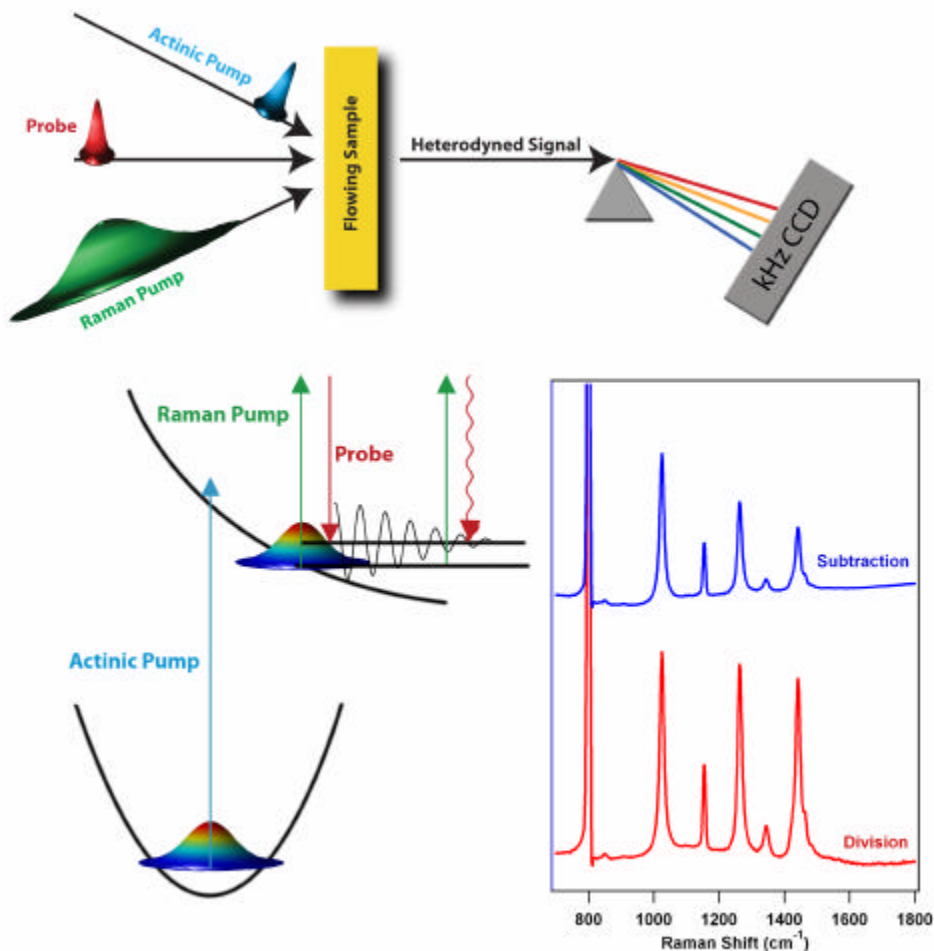 Actinic Pump
Probe
Raman Pump
Flowing Sample
Heterodyned Signal
kHz CCD
Raman Pump
Probe
Actinic Pump
Subtraction
Division
800 1000 1200 1400 1600 1800
Raman Shift (cm⁻¹)